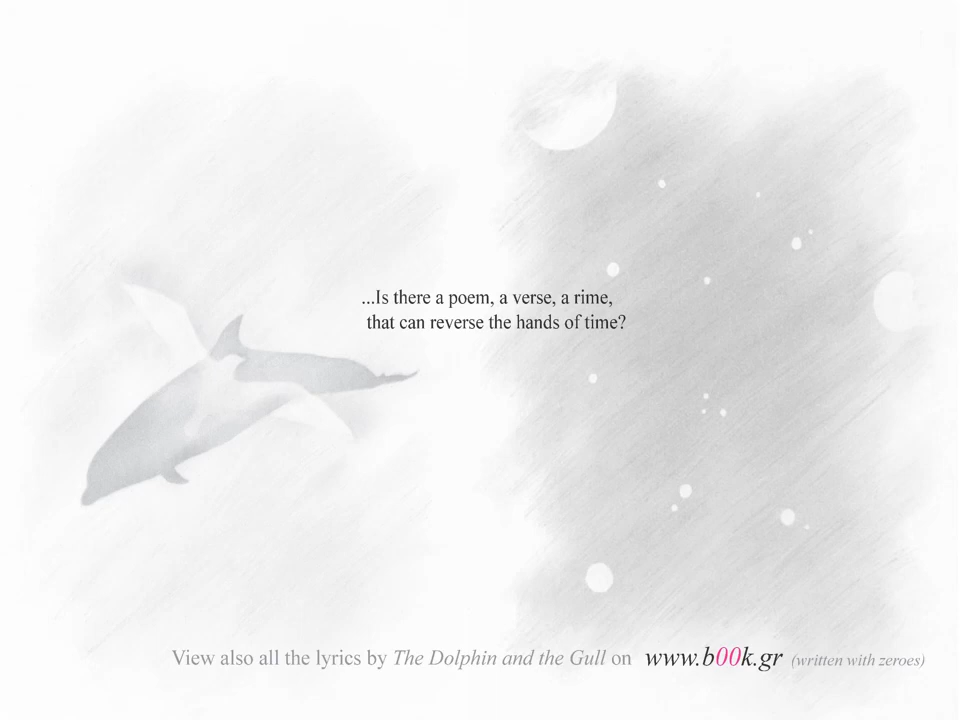 ...Is there a poem, a verse, a rime,
that can reverse the hands of time?
View also all the lyrics by The Dolphin and the Gull on www.b00k.gr (written with zeroes)